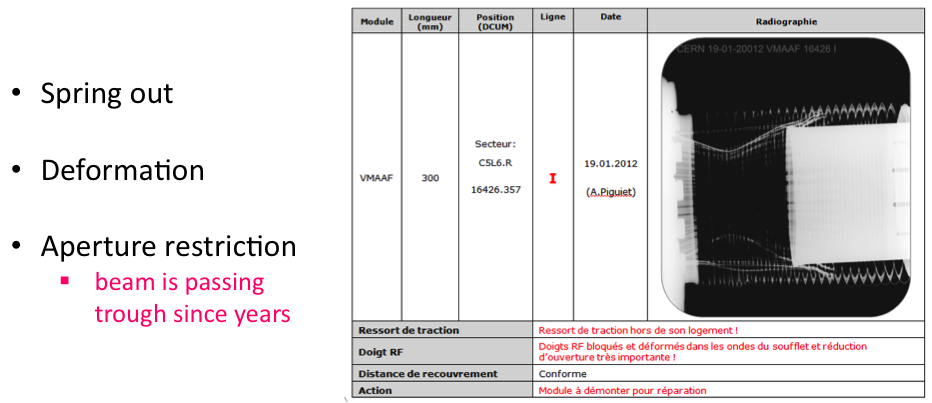 • Spring out
• Deformation
• Aperture restriction
▪ beam is passing
trough since years
Module Longueur (mm) Position (DCUM) Ligne Date Radiographie
CERN 19-01-20012 VMAAF 16426 I
VMAAF 300 Secteur: C5L6.R 16426.357 I 19.01.2012 (A.Piguiet)
Ressort de traction Ressort de traction hors de son logement !
Doigt RF Doigts RF bloqués et déformés dans les ondes du soufflet et réduction
d'ouverture très importante !
Distance de recouvrement Conforme
Action Module à démonter pour réparation